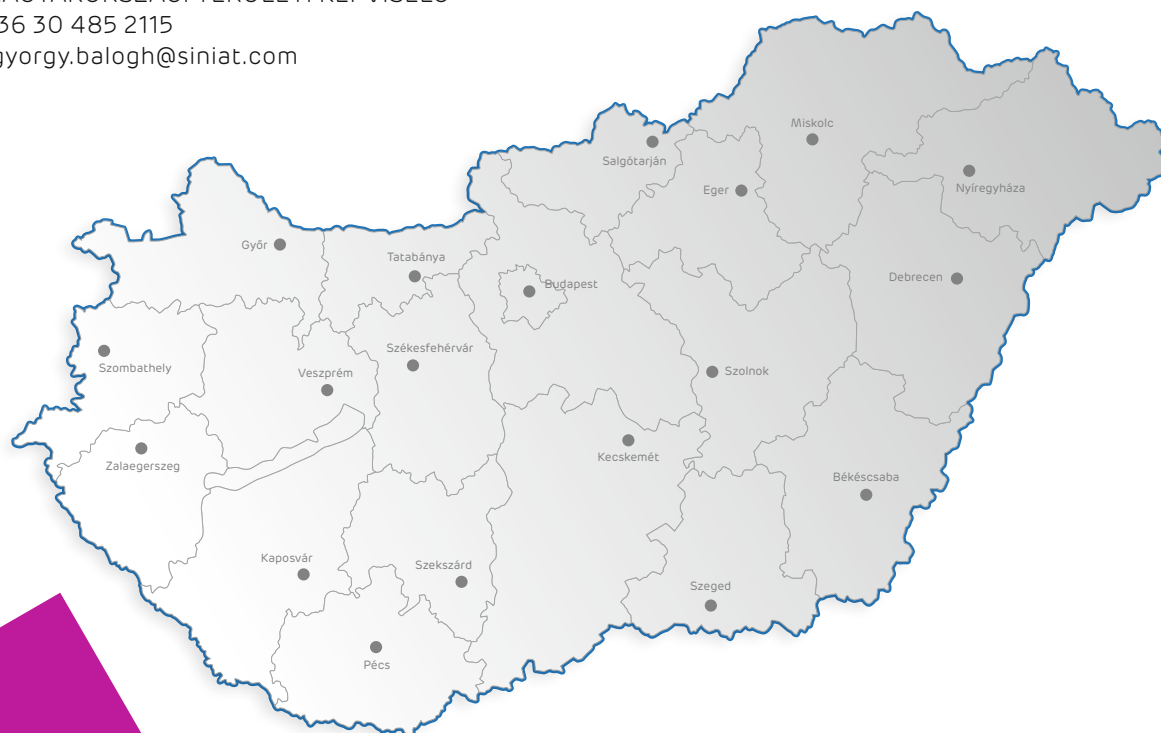 36 30 485 2115
gyorgy.balogh@siniat.com
Miskolc
Salgótarján
Nyíregyháza
Eger
Győr
Tatabánya
Debrecen
Budapest
Székesfehérvár
Szombathely
Veszprém
Szolnok
Kecskemét
Zalaegerszeg
Békéscsaba
Kaposvár
Szekszárd
Szeged
Pécs